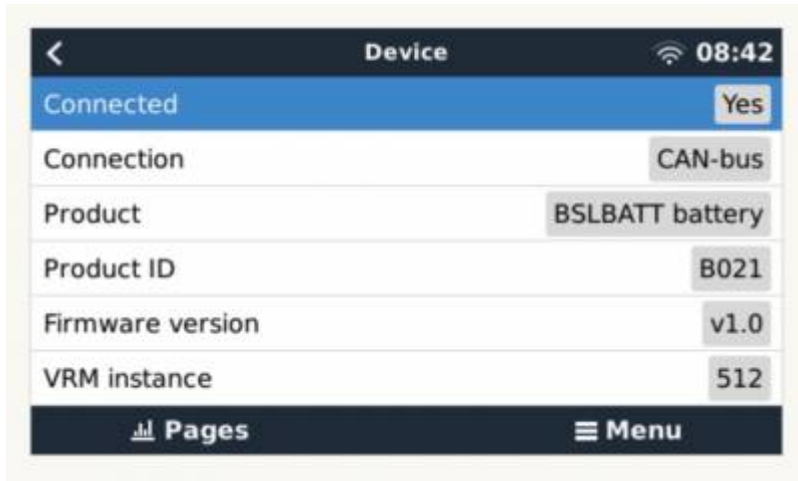 Device 08:42
Connected Yes
Connection CAN-bus
Product BSLBATT battery
Product ID B021
Firmware version v1.0
VRM instance 512
Pages Menu